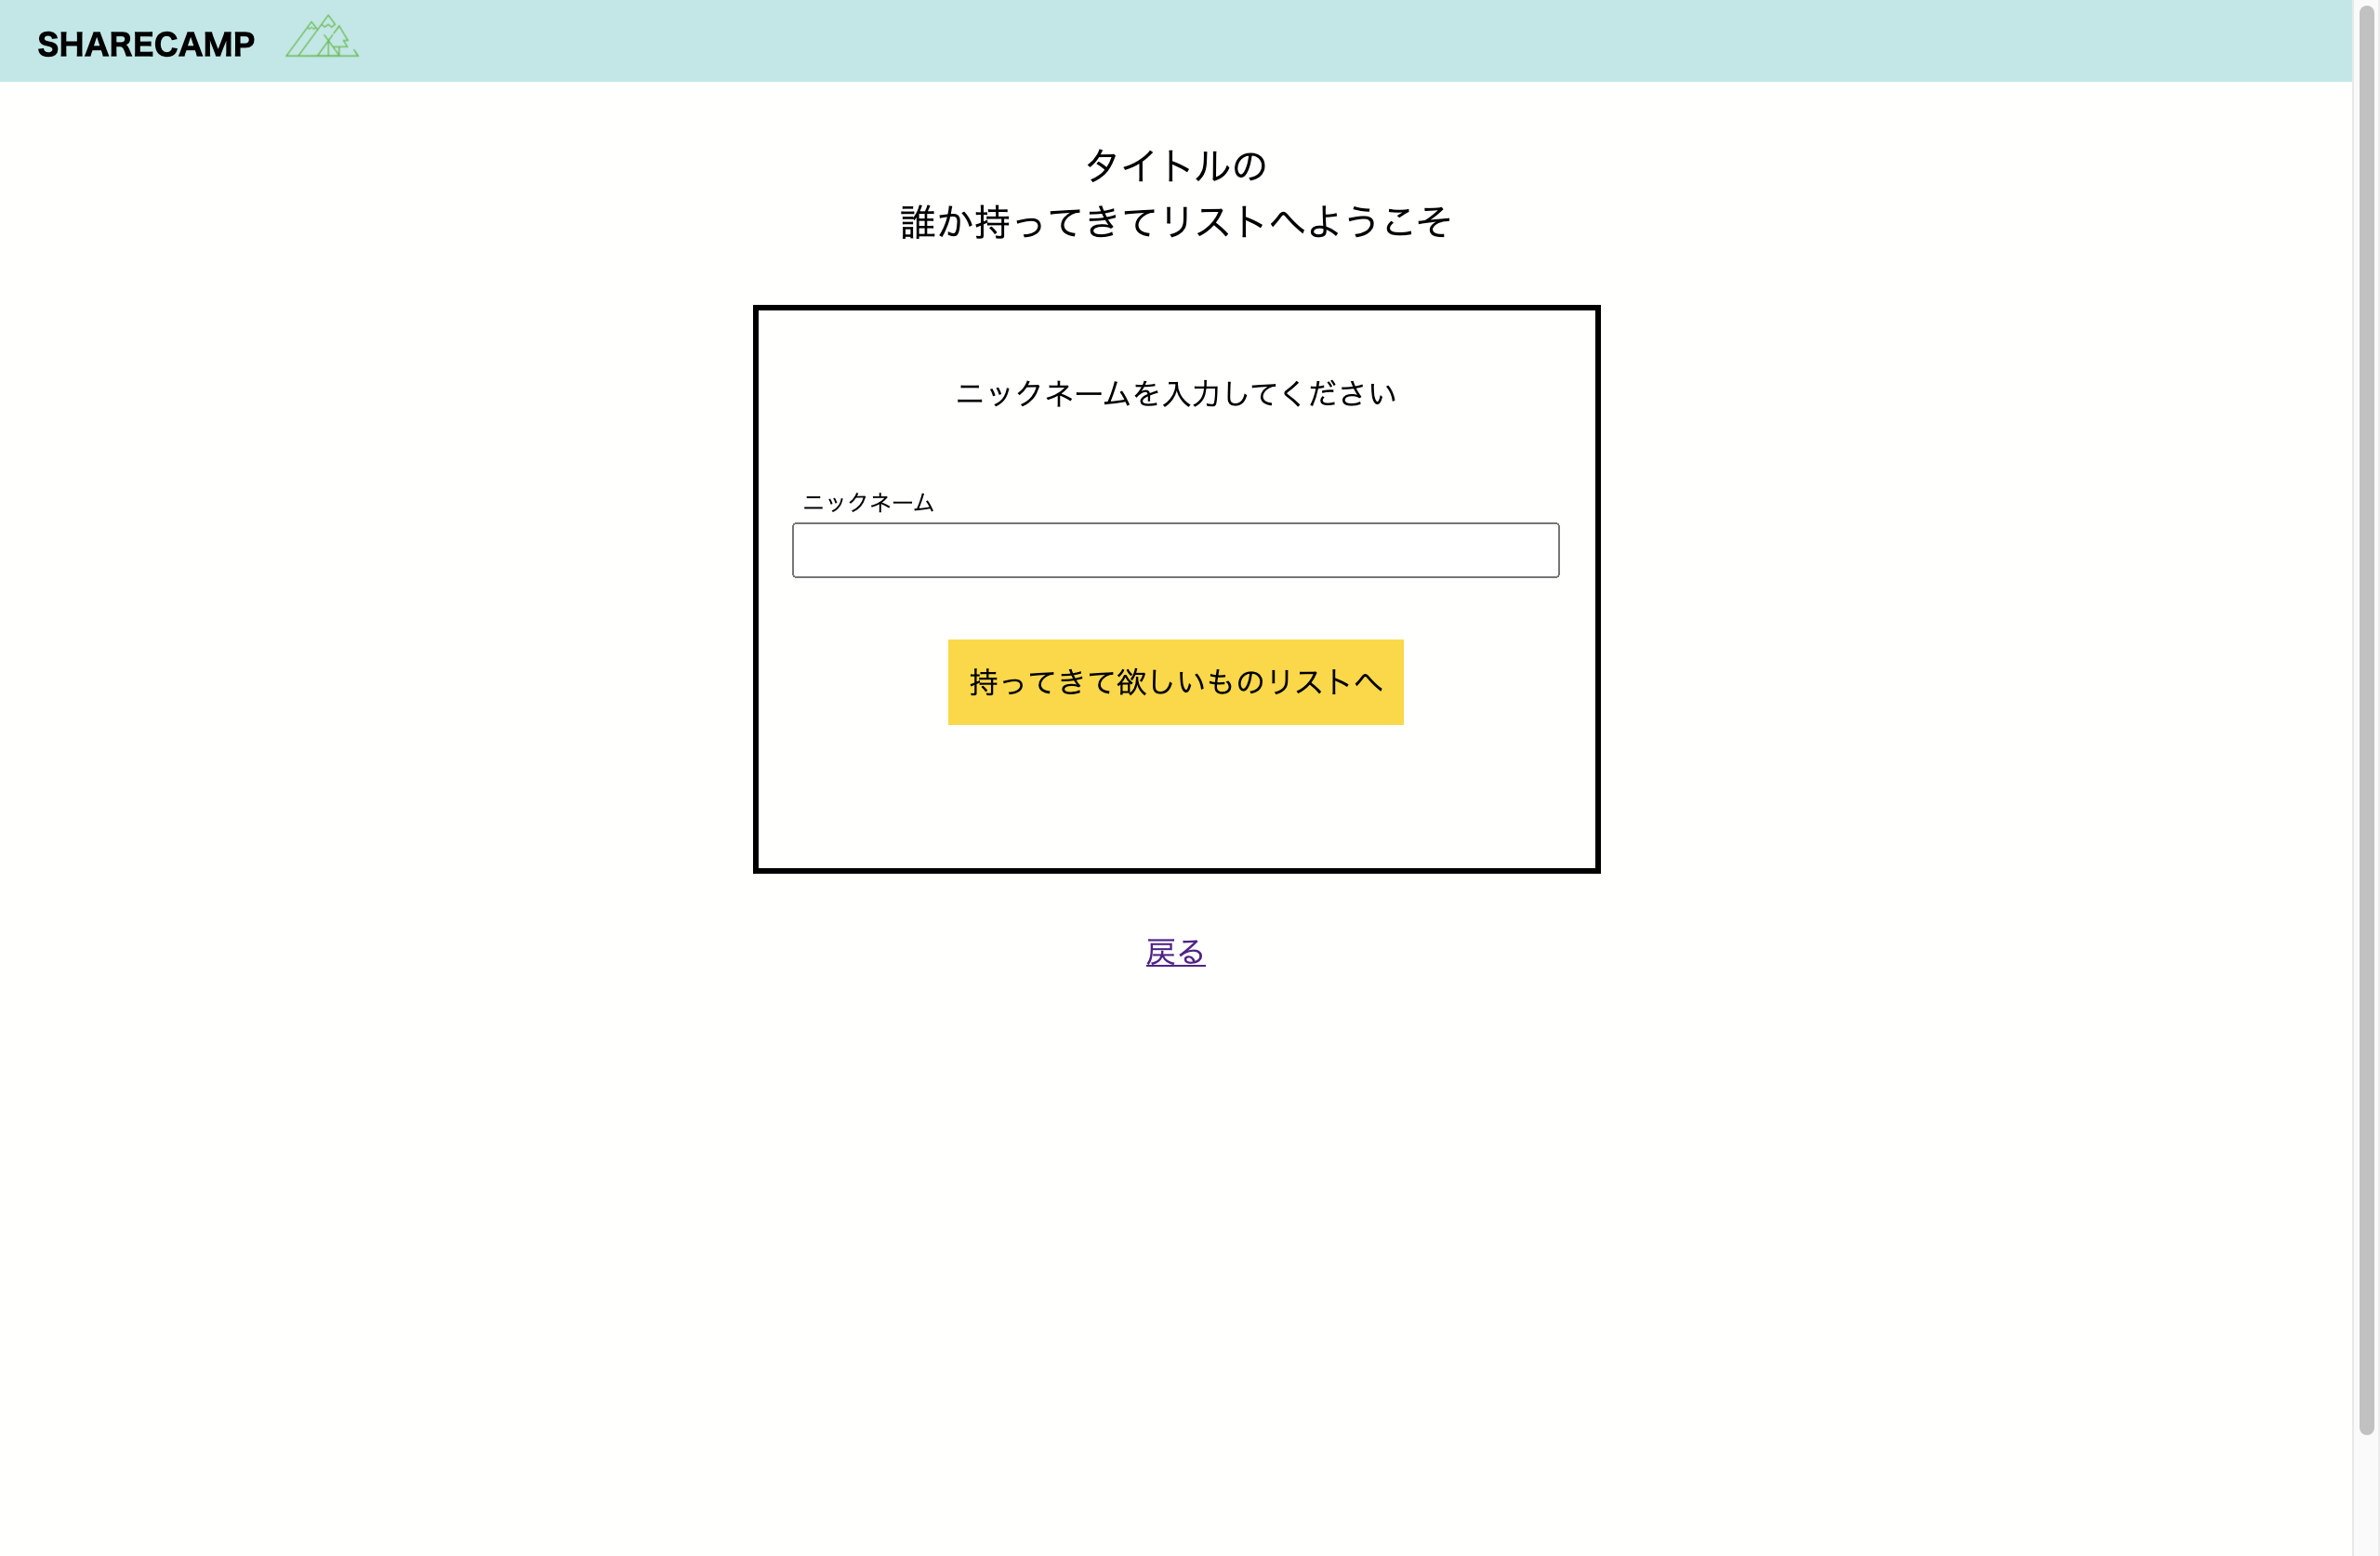 SHARECAMP
タイトルの
誰か持ってきてリストへようこそ
ニックネームを入力してください
ニックネーム
持ってきて欲しいものリストへ
戻る